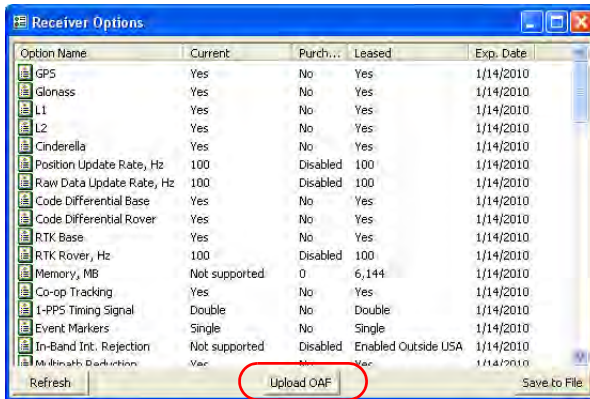 Receiver Options
Option Name Current Purch... Leased Exp. Date
GPS Yes No Yes 1/14/2010
Glonass Yes No Yes 1/14/2010
L1 Yes No Yes 1/14/2010
L2 Yes No Yes 1/14/2010
Cinderella Yes No Yes 1/14/2010
Position Update Rate, Hz 100 Disabled 100 1/14/2010
Raw Data Update Rate, Hz 100 Disabled 100 1/14/2010
Code Differential Base Yes No Yes 1/14/2010
Code Differential Rover Yes No Yes 1/14/2010
RTK Base Yes No Yes 1/14/2010
RTK Rover, Hz 100 Disabled 100 1/14/2010
Memory, MB Not supported 0 6,144 1/14/2010
Co-op Tracking Yes No Yes 1/14/2010
1-PPS Timing Signal Double No Double 1/14/2010
Event Markers Single No Single 1/14/2010
In-Band Int. Rejection Not supported Disabled Enabled Outside USA 1/14/2010
Multipath Reduction Yes No Yes 1/14/2010
Refresh Upload OAF Save to File